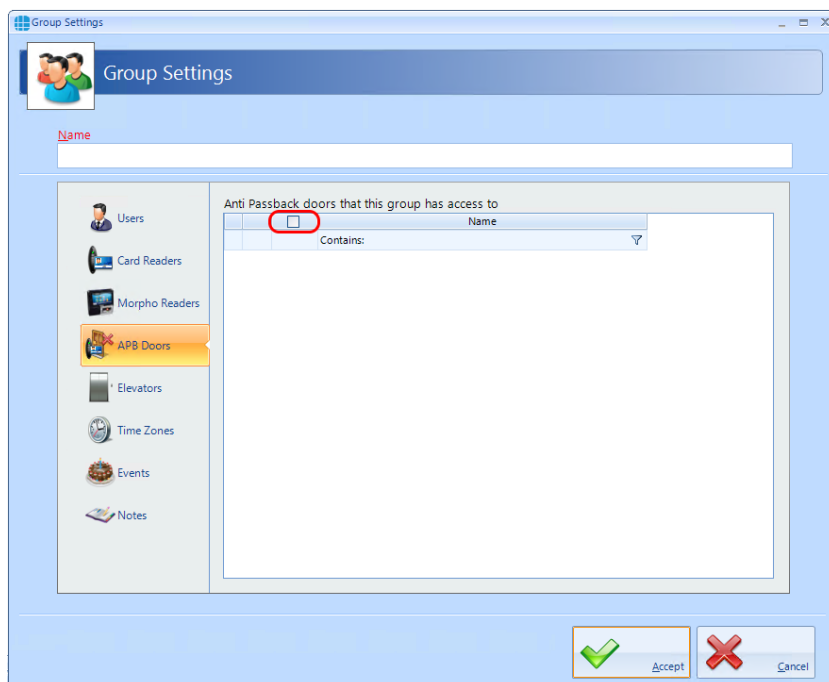 Group Settings
Group Settings
Name
Users
Card Readers
Morpho Readers
APB Doors
Elevators
Time Zones
Events
Notes
Anti Passback doors that this group has access to
Name
Contains:
Accept
Cancel